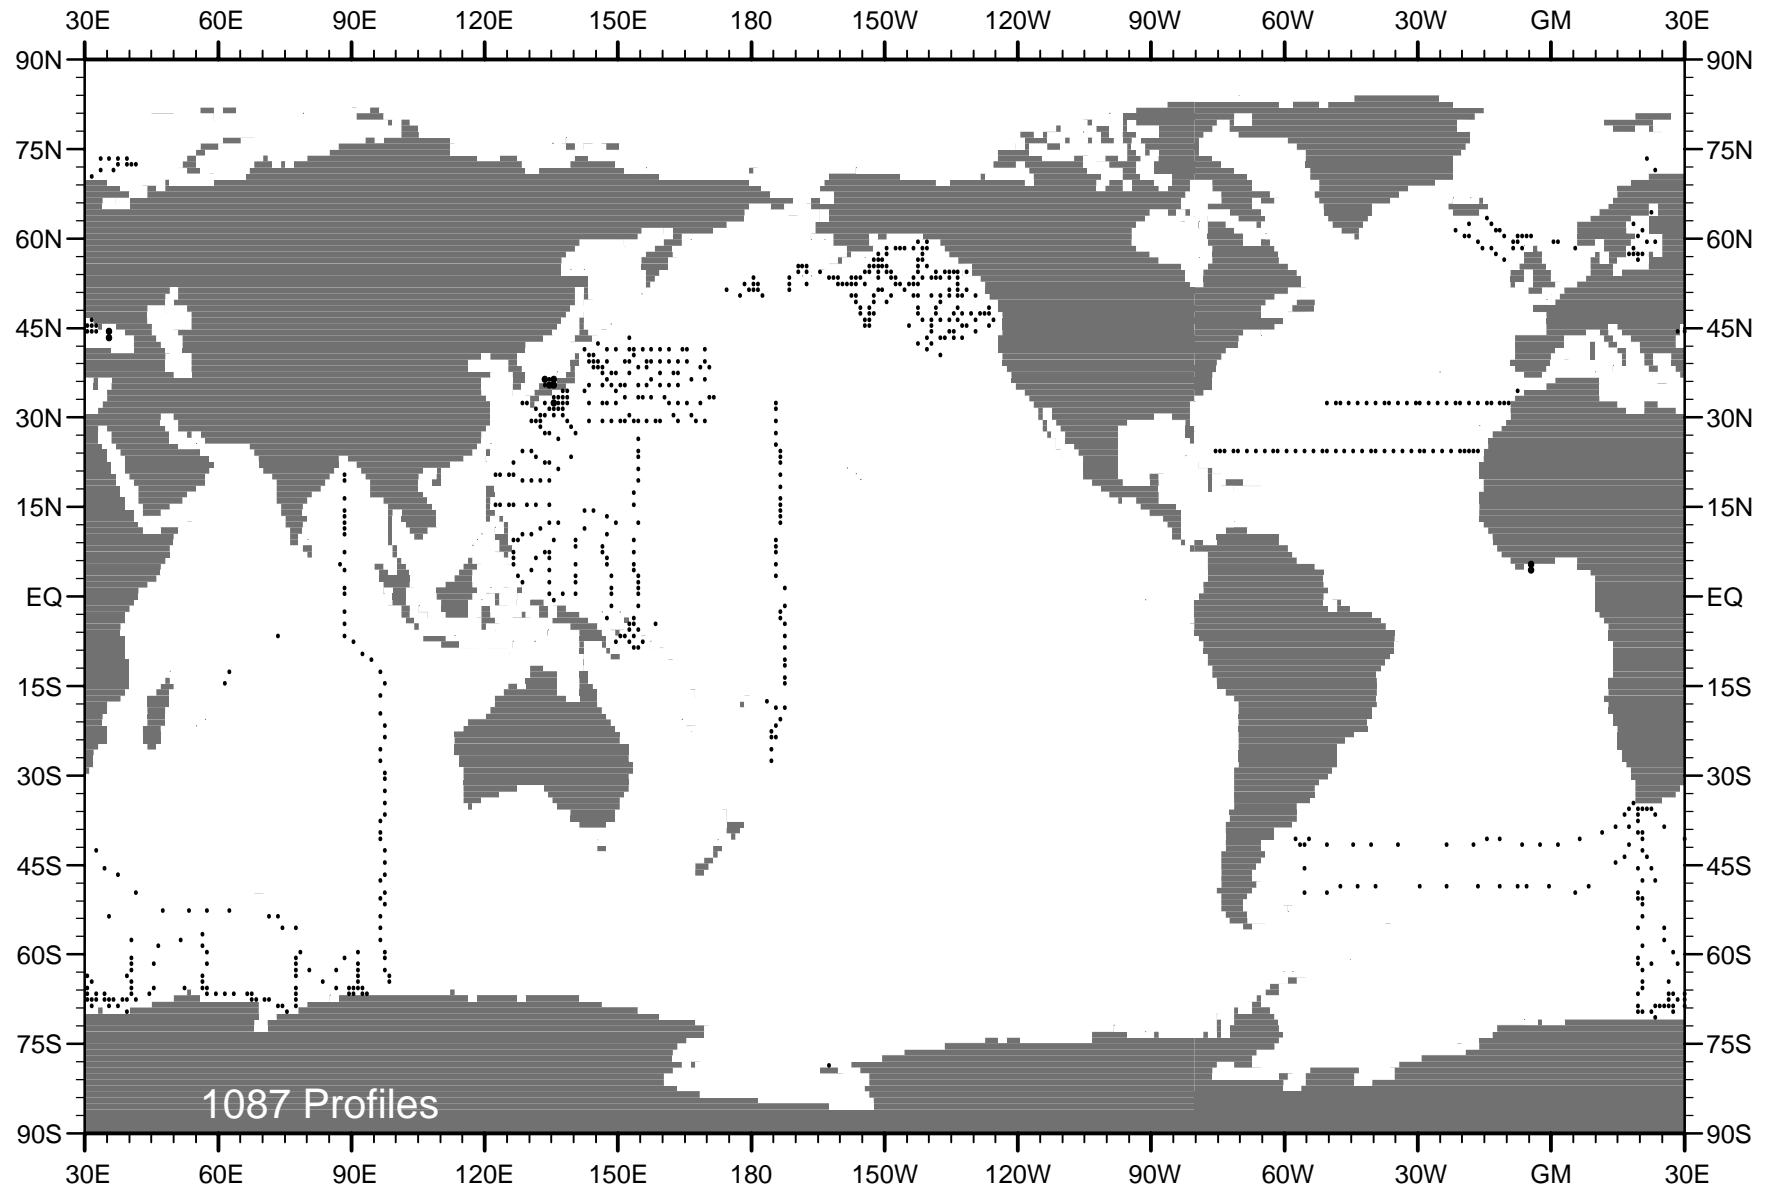 30E 60E 90E 120E 150E 180 150W 120W 90W 60W 30W GM 30E
90N 90N
75N 75N
60N 60N
45N 45N
30N 30N
15N 15N
EQ EQ
15S 15S
30S 30S
45S 45S
60S 60S
75S 75S
1087 Profiles
90S 90S
30E 60E 90E 120E 150E 180 150W 120W 90W 60W 30W GM 30E